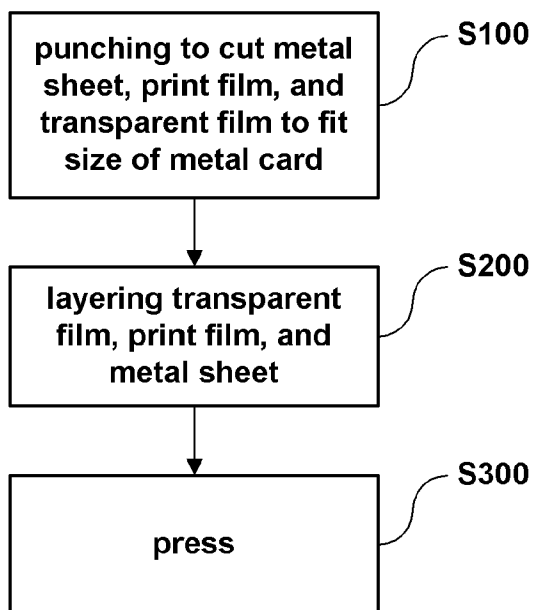 punching to cut metal
sheet, print film, and
transparent film to fit
size of metal card
S100
layering transparent
film, print film, and
metal sheet
S200
press
S300